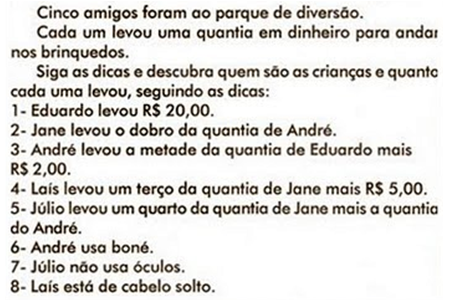 Cinco amigos foram ao parque de diversão.
Cada um levou uma quantia em dinheiro para andar
nos brinquedos.
Siga as dicas e descubra quem são as crianças e quanto
cada uma levou, seguindo as dicas:
1- Eduardo levou R$ 20,00.
2- Jane levou o dobro da quantia de André.
3- André levou a metade da quantia de Eduardo mais
R$ 2,00.
4- Laís levou um terço da quantia de Jane mais R$ 5,00.
5- Júlio levou um quarto da quantia de Jane mais a quantia
do André.
6- André usa boné.
7- Júlio não usa óculos.
8- Laís está de cabelo solto.